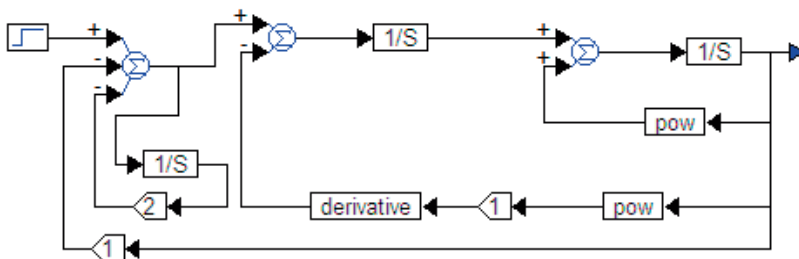 +
-
-
Σ
+
-
Σ
1/S
+
+
Σ
1/S
pow
1/S
2
derivative
1
pow
1